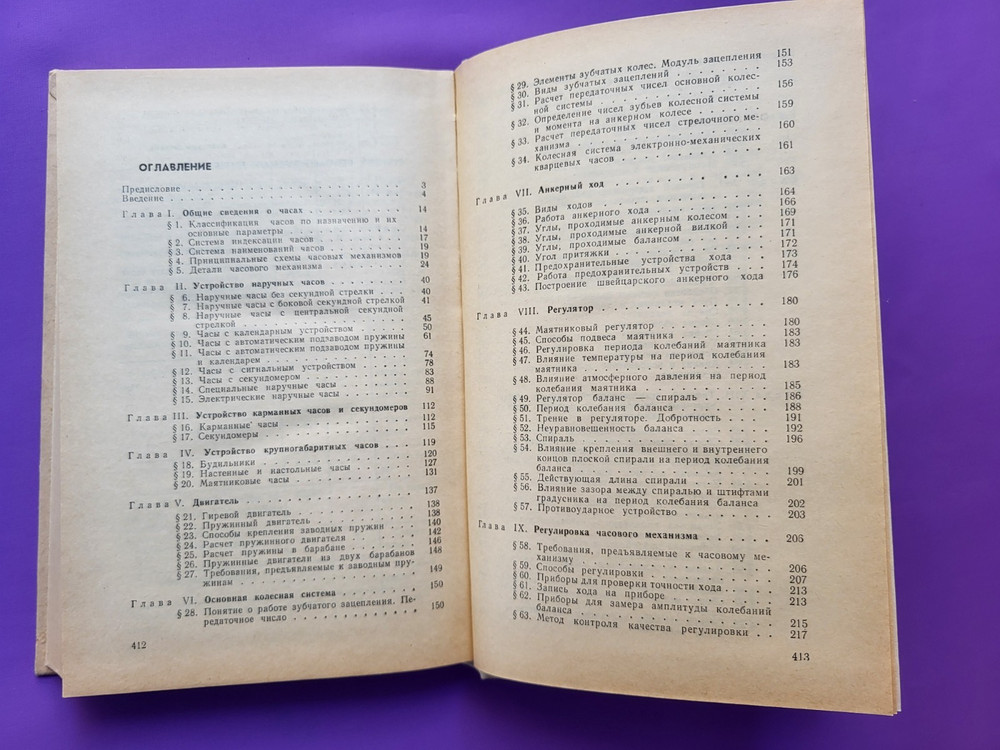 ОГЛАВЛЕНИЕ
Предисловие . . . . . . . . . . 3
Введение . . . . . . . . . . 4
Глава I. Общие сведения о часах . . . . . . 14
§ 1. Классификации часов по назначению и их
основные параметры . . . . . . 14
§ 2. Система индексации часов . . . . . 17
§ 3. Система наименований часов . . . . 19
§ 4. Принципиальные схемы часовых механизмов 19
§ 5. Детали часового механизма . . . . 24
Глава II. Устройство наручных часов . . . . . 40
§ 6. Наручные часы без секундной стрелки . . 40
§ 7. Наручные часы с боковой секундной стрелкой 41
§ 8. Наручные часы с центральной секундной
стрелкой . . . . . . 45
§ 9. Часы с календарным устройством . . . 50
§ 10. Часы с автоматическим подзаводом пружины 61
§ 11. Часы с автоматическим подзаводом пружины
и календарем . . . . . . 74
§ 12. Часы с сигнальным устройством . . . 78
§ 13. Часы с секундомером . . . . . 83
§ 14. Специальные наручные часы . . . . 88
§ 15. Электрические наручные часы . . . . 91
Глава III. Устройство карманных часов и секундомеров 112
§ 16. Карманные часы . . . . . 112
§ 17. Секундомеры . . . . . . 115
Глава IV. Устройство крупногабаритных часов . . . 119
§ 18. Будильники . . . . . . 120
§ 19. Настенные и настольные часы . . . . 127
§ 20. Маятниковые часы . . . . . 131
Глава V. Двигатель . . . . . . . 137
§ 21. Гиревой двигатель . . . . . 138
§ 22. Пружинный двигатель . . . . . 138
§ 23. Способы крепления заводных пружин . . 140
§ 24. Расчет пружинного двигателя . . . . 142
§ 25. Расчет пружины в барабане . . . . 146
§ 26. Пружинные двигатели из двух барабанов 148
§ 27. Требования, предъявляемые к заводным пру-
жинам . . . . . . 149
Глава VI. Основная колесная система . . . . . 150
§ 28. Понятие о работе зубчатого зацепления. Пе-
редаточное число . . . . . . 150
412
§ 29. Элементы зубчатых колес. Модуль зацепления 151
§ 30. Виды зубчатых зацеплений . . . . . 153
§ 31. Расчет передаточных чисел основной колес-
ной системы . . . . . . 156
§ 32. Определение чисел зубьев колесной системы
и момента на анкерном колесе . . . . 159
§ 33. Расчет передаточных чисел стрелочного ме-
ханизма . . . . . . 160
§ 34. Колесная система электронно-механических
кварцевых часов . . . . . . 161
Глава VII. Анкерный ход . . . . . . 163
§ 35. Виды ходов . . . . . . 164
§ 36. Работа анкерного хода . . . . . 166
§ 37. Углы, проходимые анкерным колесом . . 169
§ 38. Углы, проходимые анкерной вилкой . . 171
§ 39. Углы, проходимые балансом . . . . 171
§ 40. Угол притяжки . . . . . . 172
§ 41. Предохранительные устройства хода . . 173
§ 42. Работа предохранительных устройств . . 174
§ 43. Построение швейцарского анкерного хода 176
Глава VIII. Регулятор . . . . . . 180
§ 44. Маятниковый регулятор . . . . . 180
§ 45. Способы подвеса маятника . . . . 183
§ 46. Регулировка периода колебаний маятника 183
§ 47. Влияние температуры на период колебания
маятника . . . . . . 183
§ 48. Влияние атмосферного давления на период
колебания маятника . . . . . 185
§ 49. Регулятор баланс — спираль . . . . 186
§ 50. Период колебания баланса . . . . 188
§ 51. Трение в регуляторе. Добротность . . . 191
§ 52. Неуравновешенность баланса . . . . 192
§ 53. Спираль . . . . . . 196
§ 54. Влияние крепления внешнего и внутреннего
концов плоской спирали на период колебания
баланса . . . . . . 199
§ 55. Действующая длина спирали . . . . 201
§ 56. Влияние зазора между спиралью и штифтами
градусника на период колебания баланса 202
§ 57. Противоударное устройство . . . . 203
Глава IX. Регулировка часового механизма . . . . . 206
§ 58. Требования, предъявляемые к часовому ме-
ханизму . . . . . . 206
§ 59. Способы регулировки . . . . . 207
§ 60. Приборы для проверки точности хода . . 213
§ 61. Запись хода на приборе . . . . . 213
§ 62. Приборы для замера амплитуды колебаний
баланса . . . . . . 215
§ 63. Метод контроля качества регулировки . . 217
413